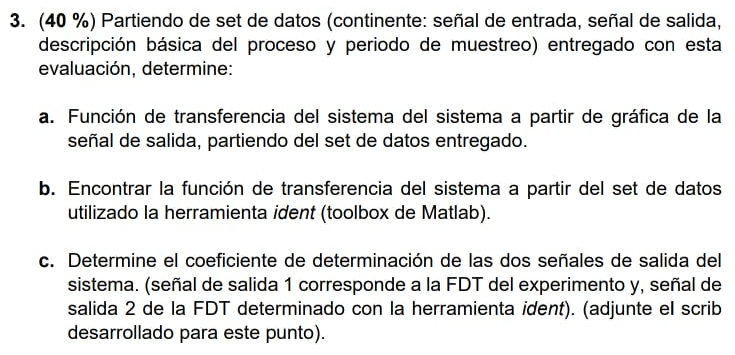 3. (40 %) Partiendo de set de datos (continente: señal de entrada, señal de salida,
descripción básica del proceso y periodo de muestreo) entregado con esta
evaluación, determine:
a. Función de transferencia del sistema del sistema a partir de gráfica de la
señal de salida, partiendo del set de datos entregado.
b. Encontrar la función de transferencia del sistema a partir del set de datos
utilizado la herramienta ident (toolbox de Matlab).
c. Determine el coeficiente de determinación de las dos señales de salida del
sistema. (señal de salida 1 corresponde a la FDT del experimento y, señal de
salida 2 de la FDT determinado con la herramienta ident). (adjunte el scrib
desarrollado para este punto).